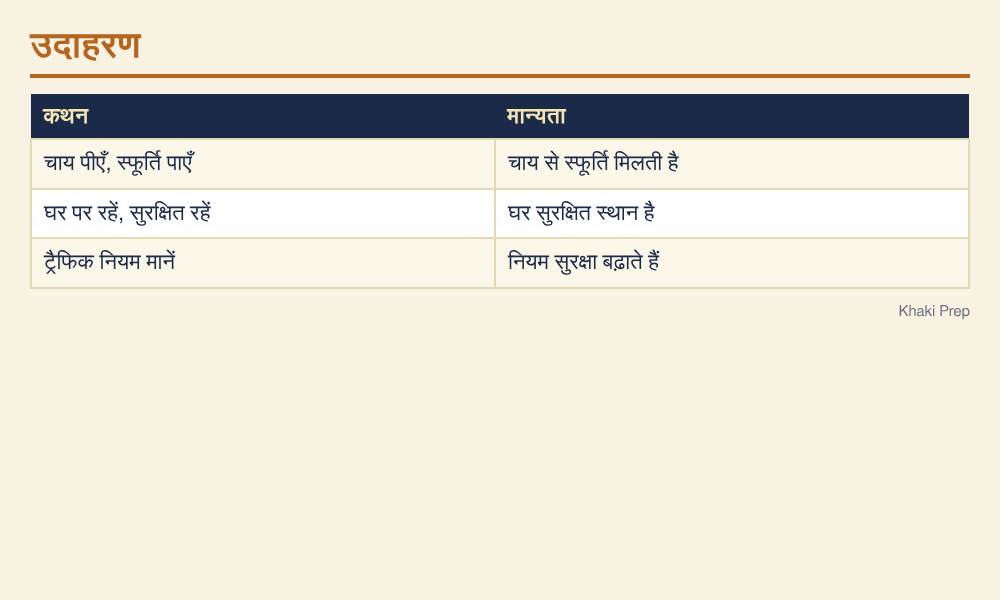 उदाहरण
कथन मान्यता
चाय पीएँ, स्फूर्ति पाएँ चाय से स्फूर्ति मिलती है
घर पर रहें, सुरक्षित रहें घर सुरक्षित स्थान है
ट्रैफिक नियम मानें नियम सुरक्षा बढ़ाते हैं
Khaki Prep